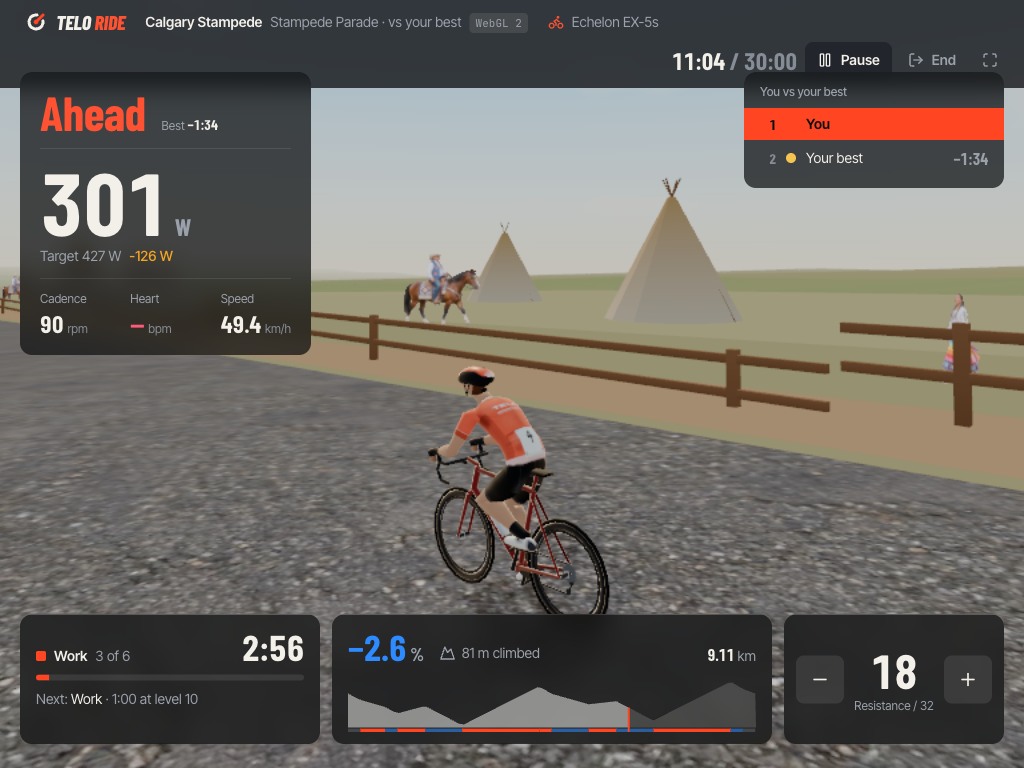 TELO RIDE Calgary Stampede Stampede Parade · vs your best WebGL 2 Echelon EX-5s
11:04 / 30:00 Pause End
Ahead Best −1:34
301 W
Target 427 W -126 W
Cadence Heart Speed
90 rpm — bpm 49.4 km/h
You vs your best
1 You
2 Your best −1:34
4
Work 3 of 6 2:56
Next: Work · 1:00 at level 10
−2.6 % 81 m climbed 9.11 km
− 18 +
Resistance / 32